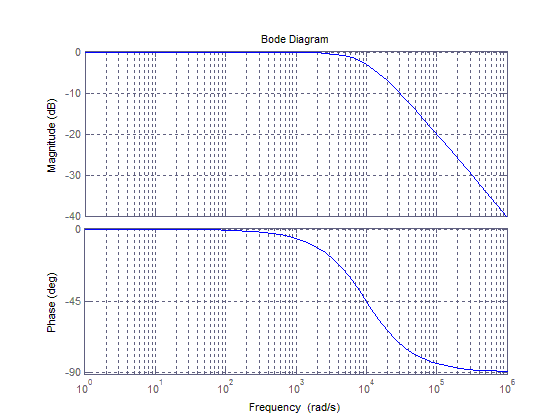 Bode Diagram
Magnitude (dB)
0
-10
-20
-30
-40
Phase (deg)
0
-45
-90
10^0 10^1 10^2 10^3 10^4 10^5 10^6
Frequency (rad/s)